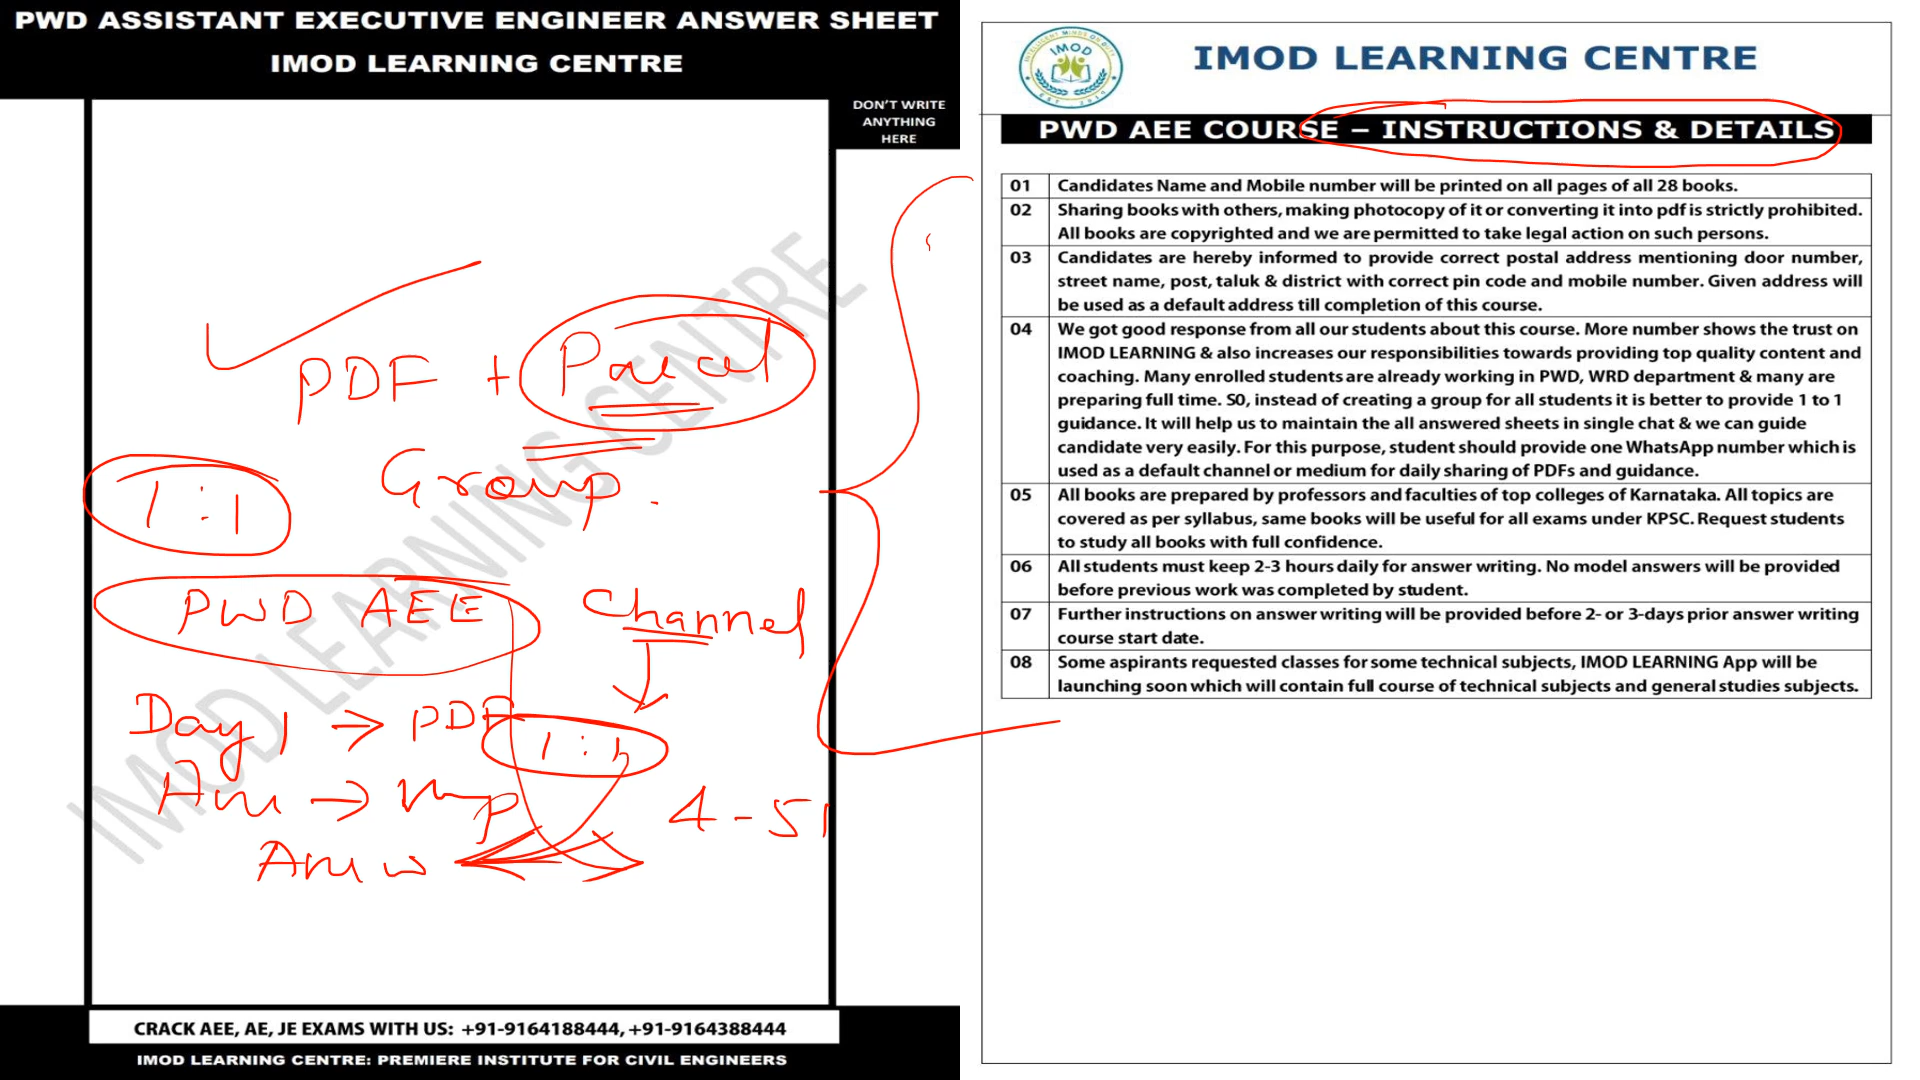 PWD ASSISTANT EXECUTIVE ENGINEER ANSWER SHEET
IMOD LEARNING CENTRE
DON'T WRITE
ANYTHING
HERE
PDF + Parcel
Group.
1:1
PWD AEE
Channel
Day 1 → PDF
1:1
4-5
IMOD LEARNING CENTRE
CRACK AEE, AE, JE EXAMS WITH US: +91-9164188444, +91-9164388444
IMOD LEARNING CENTRE: PREMIERE INSTITUTE FOR CIVIL ENGINEERS
IMOD
IMOD LEARNING CENTRE
PWD AEE COURSE – INSTRUCTIONS & DETAILS
01 Candidates Name and Mobile number will be printed on all pages of all 28 books.
02 Sharing books with others, making photocopy of it or converting it into pdf is strictly prohibited.
All books are copyrighted and we are permitted to take legal action on such persons.
03 Candidates are hereby informed to provide correct postal address mentioning door number,
street name, post, taluk & district with correct pin code and mobile number. Given address will
be used as a default address till completion of this course.
04 We got good response from all our students about this course. More number shows the trust on
IMOD LEARNING & also increases our responsibilities towards providing top quality content and
coaching. Many enrolled students are already working in PWD, WRD department & many are
preparing full time. S0, instead of creating a group for all students it is better to provide 1 to 1
guidance. It will help us to maintain the all answered sheets in single chat & we can guide
candidate very easily. For this purpose, student should provide one WhatsApp number which is
used as a default channel or medium for daily sharing of PDFs and guidance.
05 All books are prepared by professors and faculties of top colleges of Karnataka. All topics are
covered as per syllabus, same books will be useful for all exams under KPSC. Request students
to study all books with full confidence.
06 All students must keep 2-3 hours daily for answer writing. No model answers will be provided
before previous work was completed by student.
07 Further instructions on answer writing will be provided before 2- or 3-days prior answer writing
course start date.
08 Some aspirants requested classes for some technical subjects, IMOD LEARNING App will be
launching soon which will contain full course of technical subjects and general studies subjects.